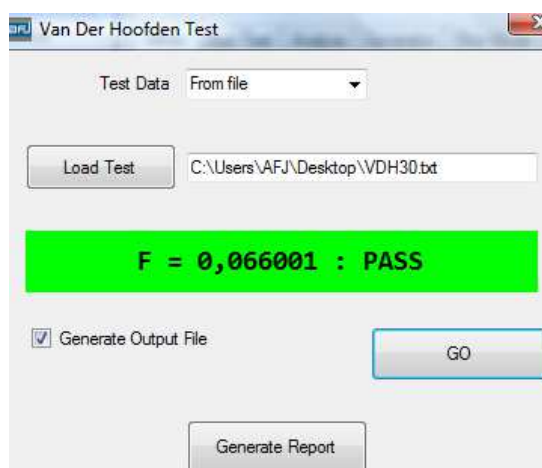 Van Der Hoofden Test
Test Data From file
Load Test C:\Users\AFJ\Desktop\VDH30.txt
F = 0,066001 : PASS
Generate Output File
GO
Generate Report